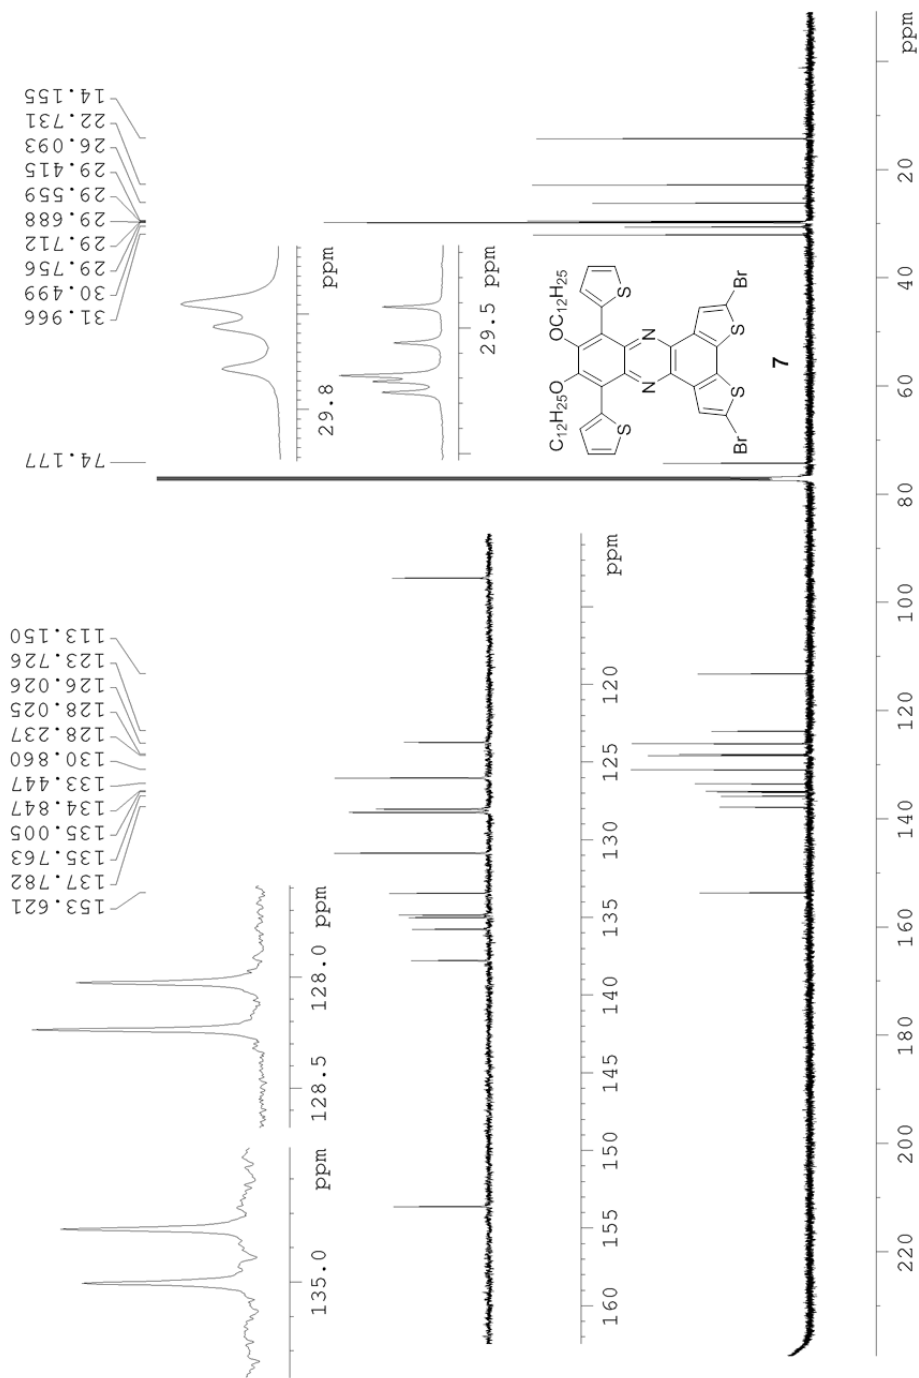 14.155
22.731
26.093
29.415
29.559
29.688
29.712
29.756
30.499
31.966
74.177
113.150
123.726
126.026
128.025
128.237
130.860
133.447
134.847
135.005
135.763
137.782
153.621
29.8 ppm
29.5 ppm
128.5 128.0 ppm
135.0 ppm
160 155 150 145 140 135 130 125 120 ppm
C12H25O OC12H25
S S
N N
S S
Br Br
7
220 200 180 160 140 120 100 80 60 40 20 ppm